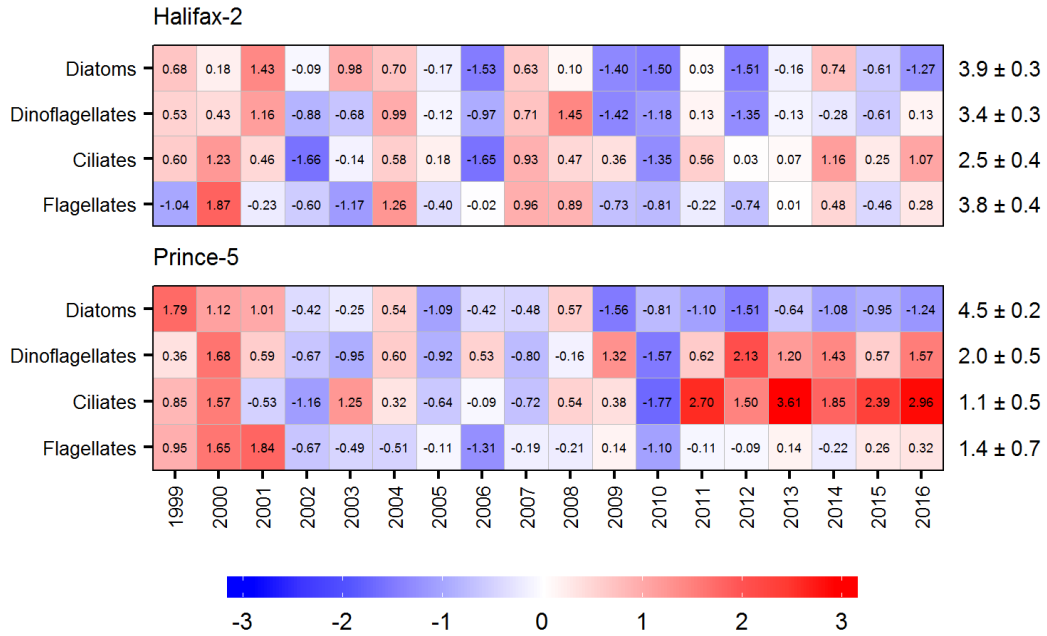 Halifax-2
Diatoms 0.68 0.18 1.43 -0.09 0.98 0.70 -0.17 -1.53 0.63 0.10 -1.40 -1.50 0.03 -1.51 -0.16 0.74 -0.61 -1.27 3.9 ± 0.3
Dinoflagellates 0.53 0.43 1.16 -0.88 -0.68 0.99 -0.12 -0.97 0.71 1.45 -1.42 -1.18 0.13 -1.35 -0.13 -0.28 -0.61 0.13 3.4 ± 0.3
Ciliates 0.60 1.23 0.46 -1.66 -0.14 0.58 0.18 -1.65 0.93 0.47 0.36 -1.35 0.56 0.03 0.07 1.16 0.25 1.07 2.5 ± 0.4
Flagellates -1.04 1.87 -0.23 -0.60 -1.17 1.26 -0.40 -0.02 0.96 0.89 -0.73 -0.81 -0.22 -0.74 0.01 0.48 -0.46 0.28 3.8 ± 0.4
Prince-5
Diatoms 1.79 1.12 1.01 -0.42 -0.25 0.54 -1.09 -0.42 -0.48 0.57 -1.56 -0.81 -1.10 -1.51 -0.64 -1.08 -0.95 -1.24 4.5 ± 0.2
Dinoflagellates 0.36 1.68 0.59 -0.67 -0.95 0.60 -0.92 0.53 -0.80 -0.16 1.32 -1.57 0.62 2.13 1.20 1.43 0.57 1.57 2.0 ± 0.5
Ciliates 0.85 1.57 -0.53 -1.16 1.25 0.32 -0.64 -0.09 -0.72 0.54 0.38 -1.77 2.70 1.50 3.61 1.85 2.39 2.96 1.1 ± 0.5
Flagellates 0.95 1.65 1.84 -0.67 -0.49 -0.51 -0.11 -1.31 -0.19 -0.21 0.14 -1.10 -0.11 -0.09 0.14 -0.22 0.26 0.32 1.4 ± 0.7
1999 2000 2001 2002 2003 2004 2005 2006 2007 2008 2009 2010 2011 2012 2013 2014 2015 2016
-3 -2 -1 0 1 2 3